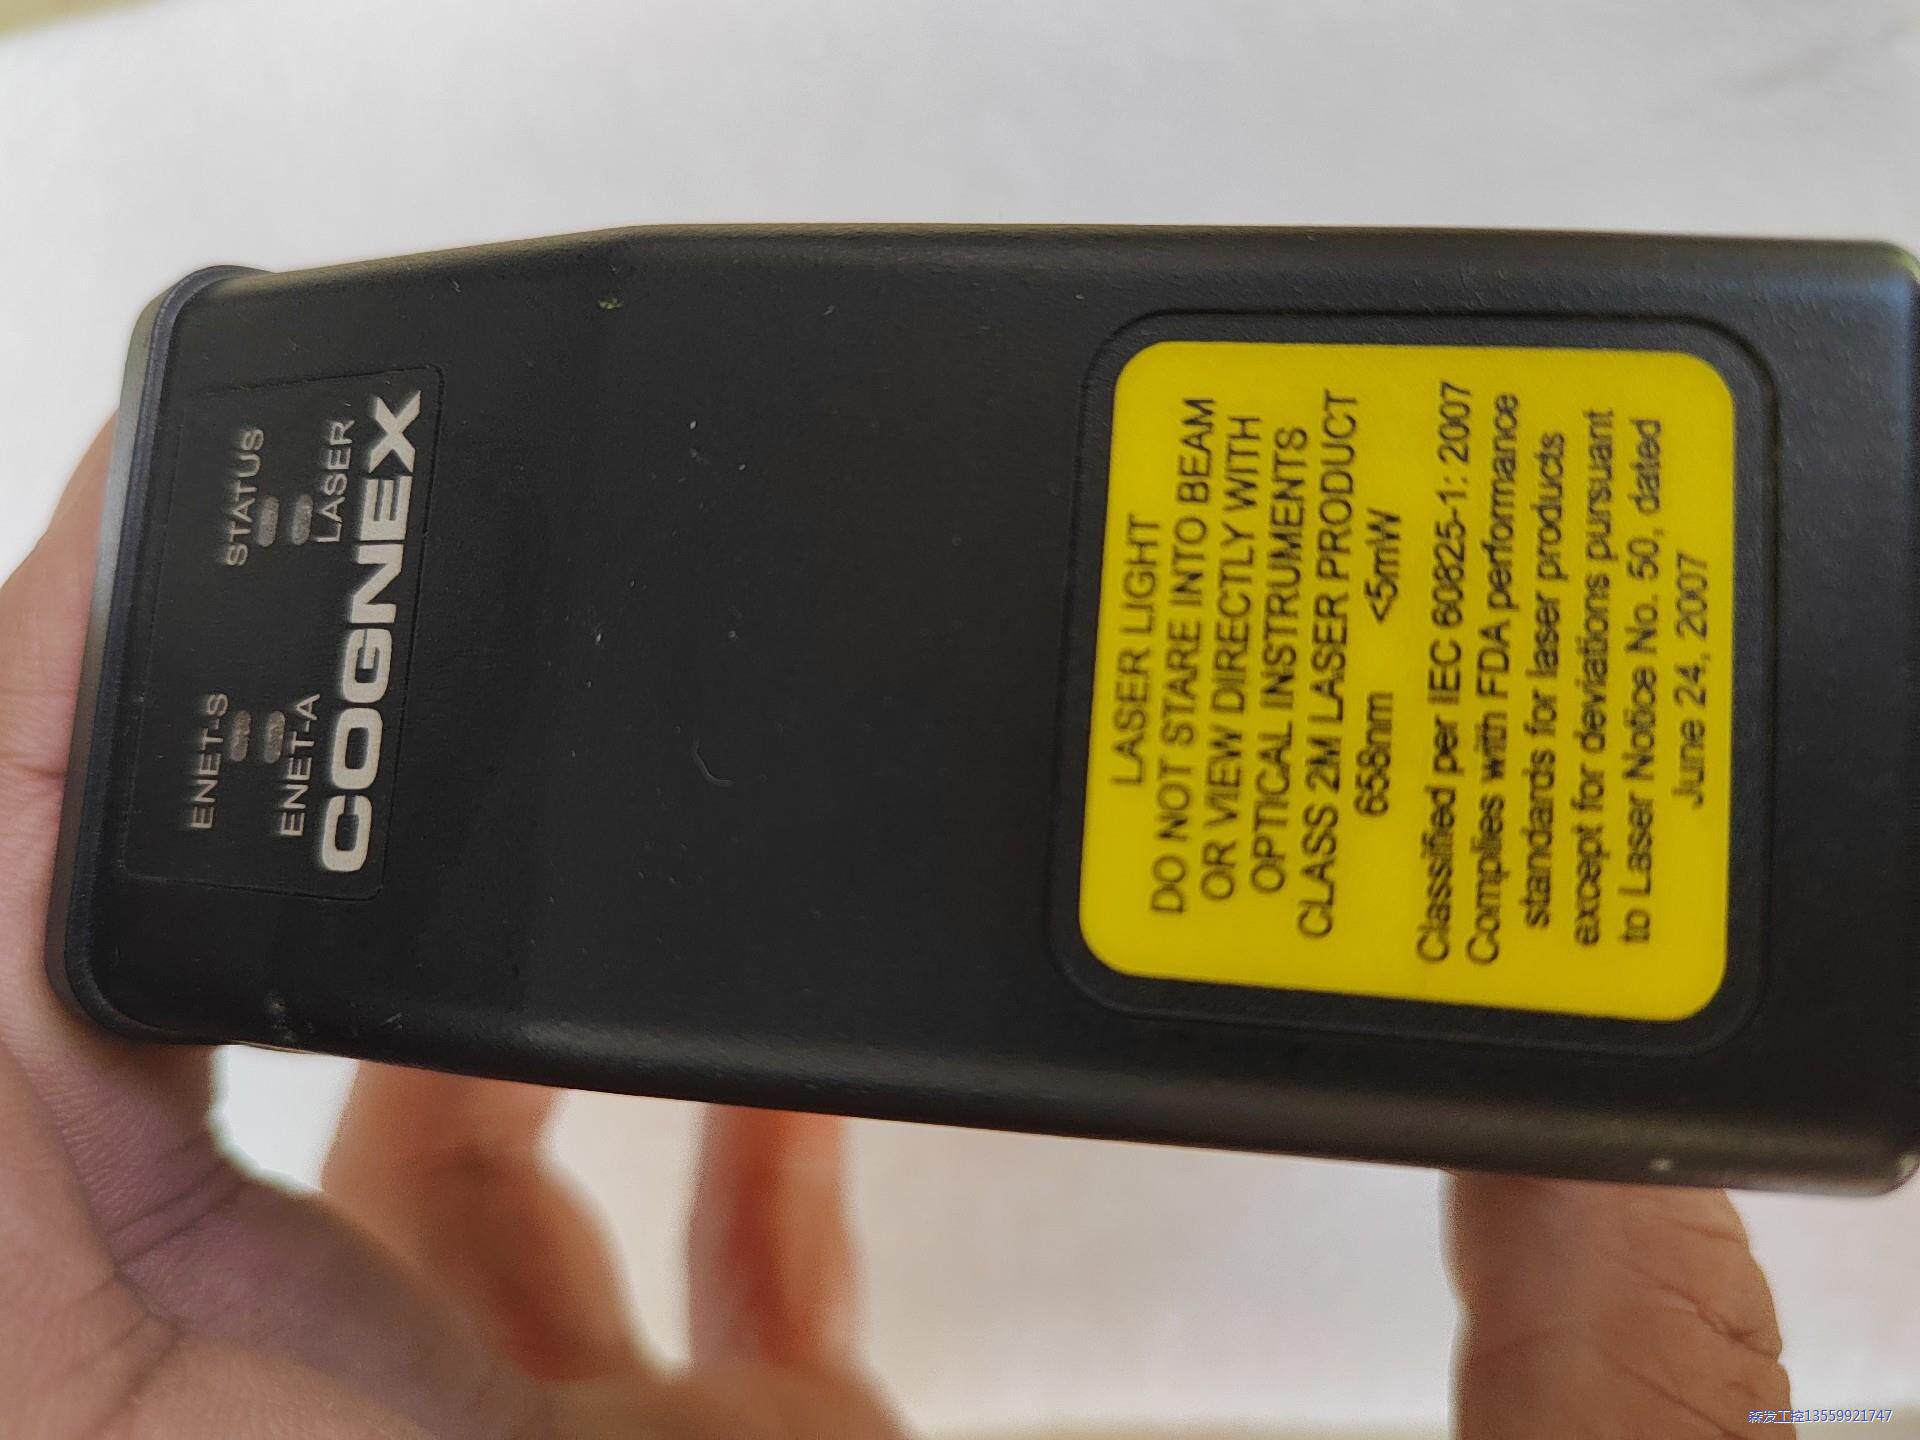 ENET-S
STATUS
ENET-A
LASER
COGNEX
LASER LIGHT
DO NOT STARE INTO BEAM
OR VIEW DIRECTLY WITH
OPTICAL INSTRUMENTS
CLASS 2M LASER PRODUCT
658nm <5mW
Classified per IEC 60825-1: 2007
Complies with FDA performance
standards for laser products
except for deviations pursuant
to Laser Notice No. 50, dated
June 24, 2007
森发工控13559921747